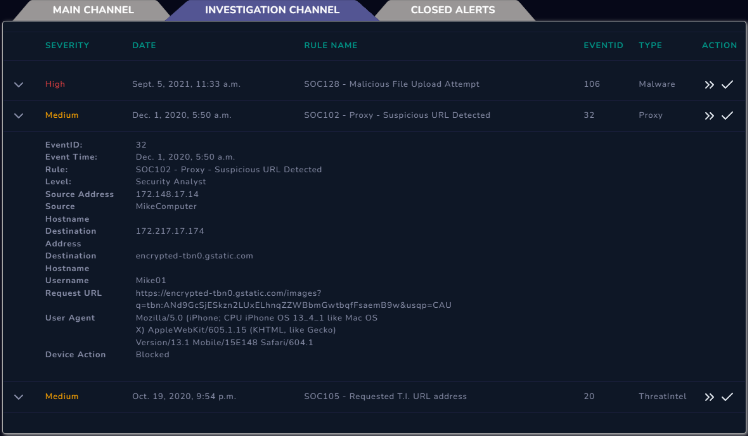 MAIN CHANNEL INVESTIGATION CHANNEL CLOSED ALERTS
SEVERITY DATE RULE NAME EVENTID TYPE ACTION
High Sept. 5, 2021, 11:33 a.m. SOC128 - Malicious File Upload Attempt 106 Malware
Medium Dec. 1, 2020, 5:50 a.m. SOC102 - Proxy - Suspicious URL Detected 32 Proxy
EventID: 32
Event Time: Dec. 1, 2020, 5:50 a.m.
Rule: SOC102 - Proxy - Suspicious URL Detected
Level: Security Analyst
Source Address 172.148.17.14
Source MikeComputer
Hostname
Destination 172.217.17.174
Address
Destination encrypted-tbn0.gstatic.com
Hostname
Username Mike01
Request URL https://encrypted-tbn0.gstatic.com/images?
q=tbn:ANd9GcSjESkzn2LUxELhnqZZWBbmGwtbqfFsaemB9w&usqp=CAU
User Agent Mozilla/5.0 (iPhone; CPU iPhone OS 13_4_1 like Mac OS
X) AppleWebKit/605.1.15 (KHTML, like Gecko)
Version/13.1 Mobile/15E148 Safari/604.1
Device Action Blocked
Medium Oct. 19, 2020, 9:54 p.m. SOC105 - Requested T.I. URL address 20 ThreatIntel